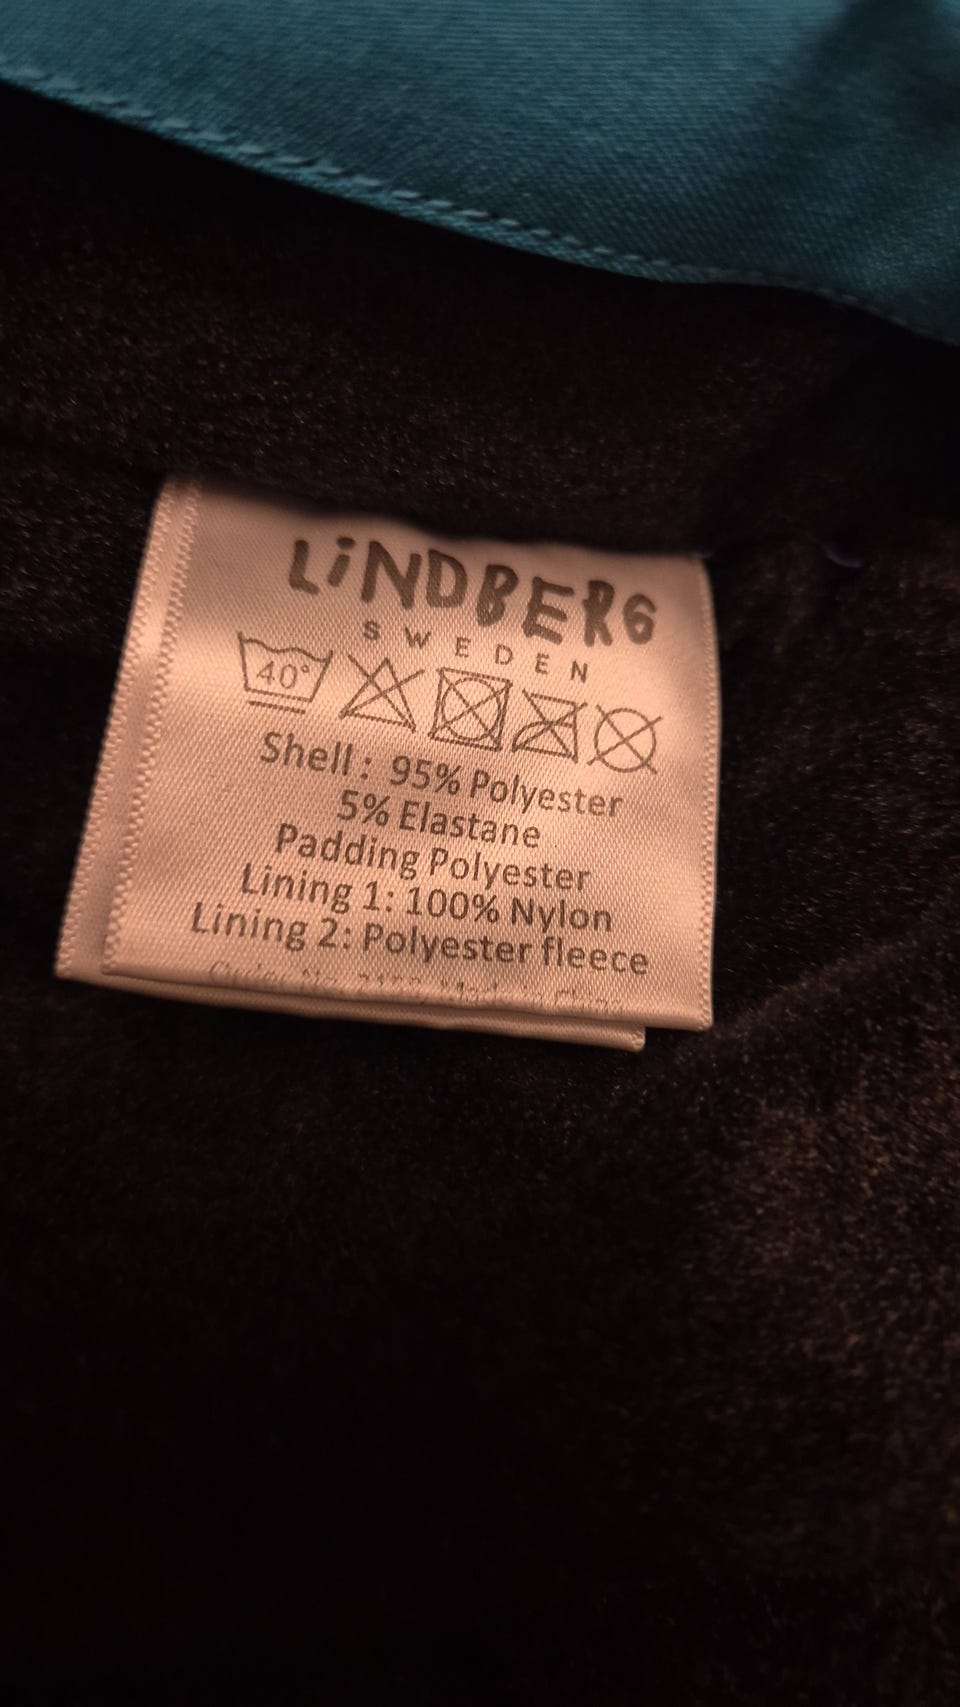 LiNDBERG
SWEDEN
40°
Shell: 95% Polyester
5% Elastane
Padding Polyester
Lining 1: 100% Nylon
Lining 2: Polyester fleece